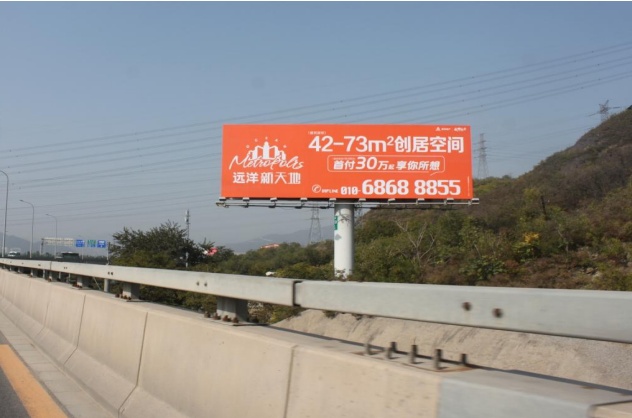 Metropolis
远洋新天地
42-73m²创居空间
首付30万起 享你所想
010-6868 8855